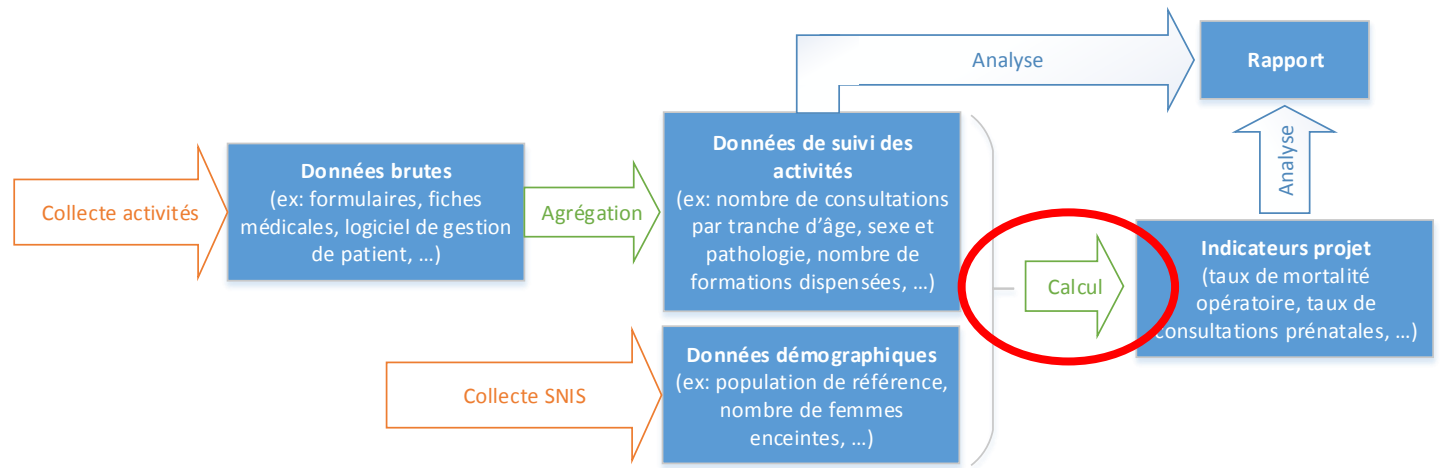 Collecte activités
Données brutes
(ex: formulaires, fiches
médicales, logiciel de gestion
de patient, …)
Agrégation
Données de suivi des
activités
(ex: nombre de consultations
par tranche d’âge, sexe et
pathologie, nombre de
formations dispensées, …)
Collecte SNIS
Données démographiques
(ex: population de référence,
nombre de femmes
enceintes, …)
Calcul
Indicateurs projet
(taux de mortalité
opératoire, taux de
consultations prénatales, …)
Analyse
Analyse
Rapport